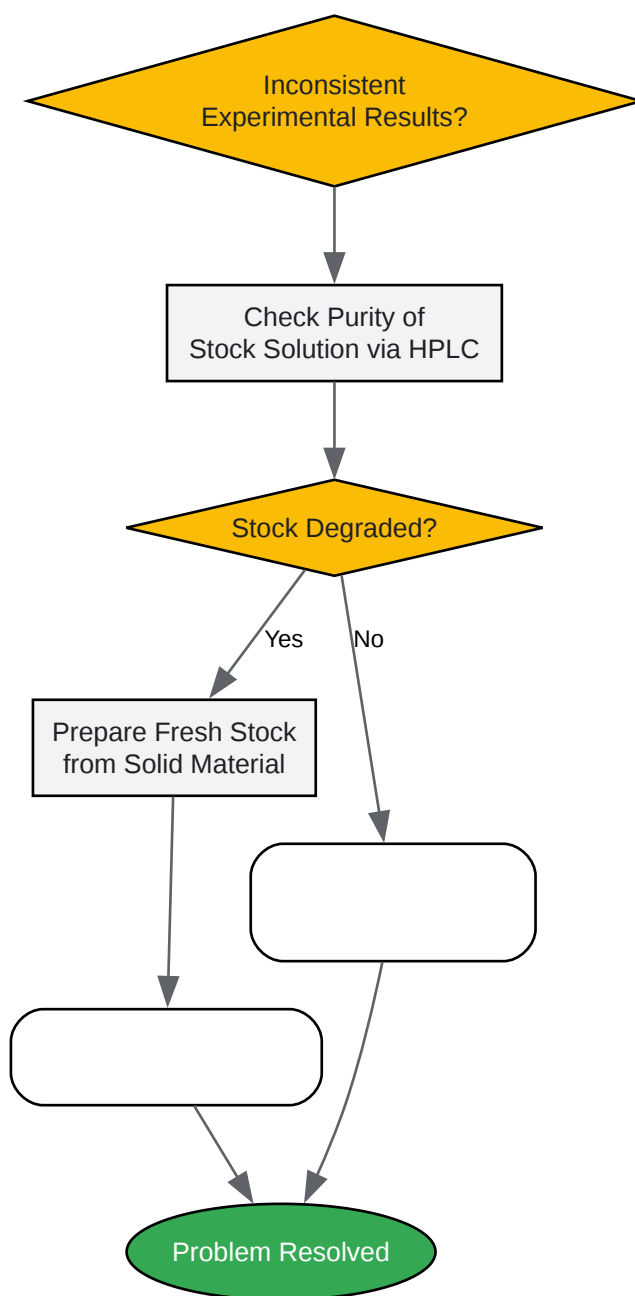 Inconsistent
Experimental Results?
Check Purity of
Stock Solution via HPLC
Stock Degraded?
Yes
No
Prepare Fresh Stock
from Solid Material
Problem Resolved